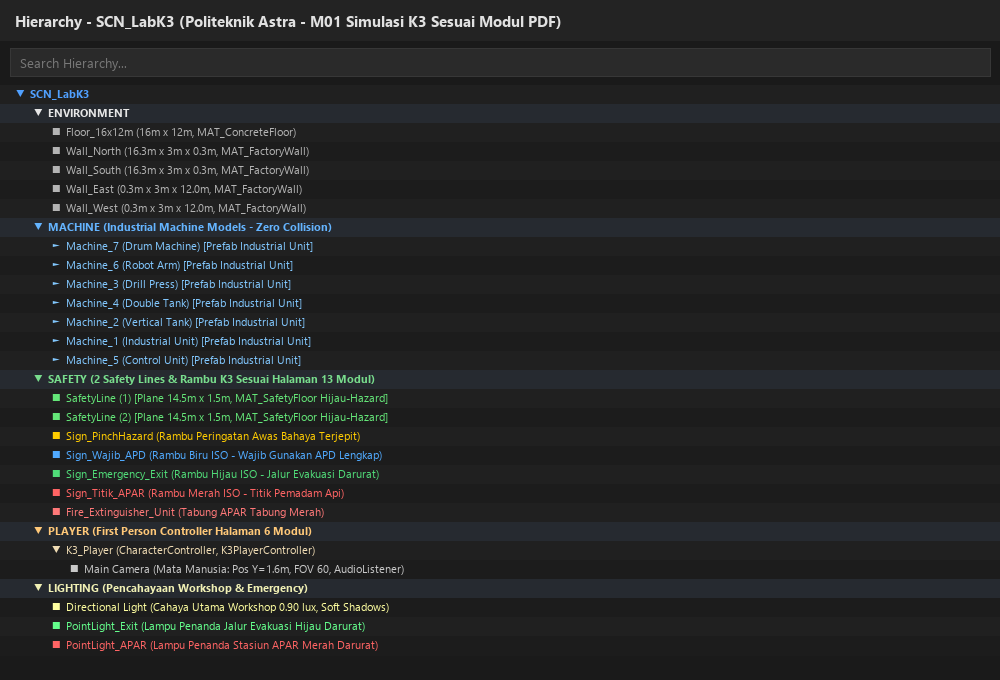 Hierarchy - SCN_LabK3 (Politeknik Astra - M01 Simulasi K3 Sesuai Modul PDF)
Search Hierarchy...
▼ SCN_LabK3
▼ ENVIRONMENT
■ Floor_16x12m (16m x 12m, MAT_ConcreteFloor)
■ Wall_North (16.3m x 3m x 0.3m, MAT_FactoryWall)
■ Wall_South (16.3m x 3m x 0.3m, MAT_FactoryWall)
■ Wall_East (0.3m x 3m x 12.0m, MAT_FactoryWall)
■ Wall_West (0.3m x 3m x 12.0m, MAT_FactoryWall)
▼ MACHINE (Industrial Machine Models - Zero Collision)
► Machine_7 (Drum Machine) [Prefab Industrial Unit]
► Machine_6 (Robot Arm) [Prefab Industrial Unit]
► Machine_3 (Drill Press) [Prefab Industrial Unit]
► Machine_4 (Double Tank) [Prefab Industrial Unit]
► Machine_2 (Vertical Tank) [Prefab Industrial Unit]
► Machine_1 (Industrial Unit) [Prefab Industrial Unit]
► Machine_5 (Control Unit) [Prefab Industrial Unit]
▼ SAFETY (2 Safety Lines & Rambu K3 Sesuai Halaman 13 Modul)
■ SafetyLine (1) [Plane 14.5m x 1.5m, MAT_SafetyFloor Hijau-Hazard]
■ SafetyLine (2) [Plane 14.5m x 1.5m, MAT_SafetyFloor Hijau-Hazard]
■ Sign_PinchHazard (Rambu Peringatan Awas Bahaya Terjepit)
■ Sign_Wajib_APD (Rambu Biru ISO - Wajib Gunakan APD Lengkap)
■ Sign_Emergency_Exit (Rambu Hijau ISO - Jalur Evakuasi Darurat)
■ Sign_Titik_APAR (Rambu Merah ISO - Titik Pemadam Api)
■ Fire_Extinguisher_Unit (Tabung APAR Tabung Merah)
▼ PLAYER (First Person Controller Halaman 6 Modul)
▼ K3_Player (CharacterController, K3PlayerController)
■ Main Camera (Mata Manusia: Pos Y=1.6m, FOV 60, AudioListener)
▼ LIGHTING (Pencahayaan Workshop & Emergency)
■ Directional Light (Cahaya Utama Workshop 0.90 lux, Soft Shadows)
■ PointLight_Exit (Lampu Penanda Jalur Evakuasi Hijau Darurat)
■ PointLight_APAR (Lampu Penanda Stasiun APAR Merah Darurat)